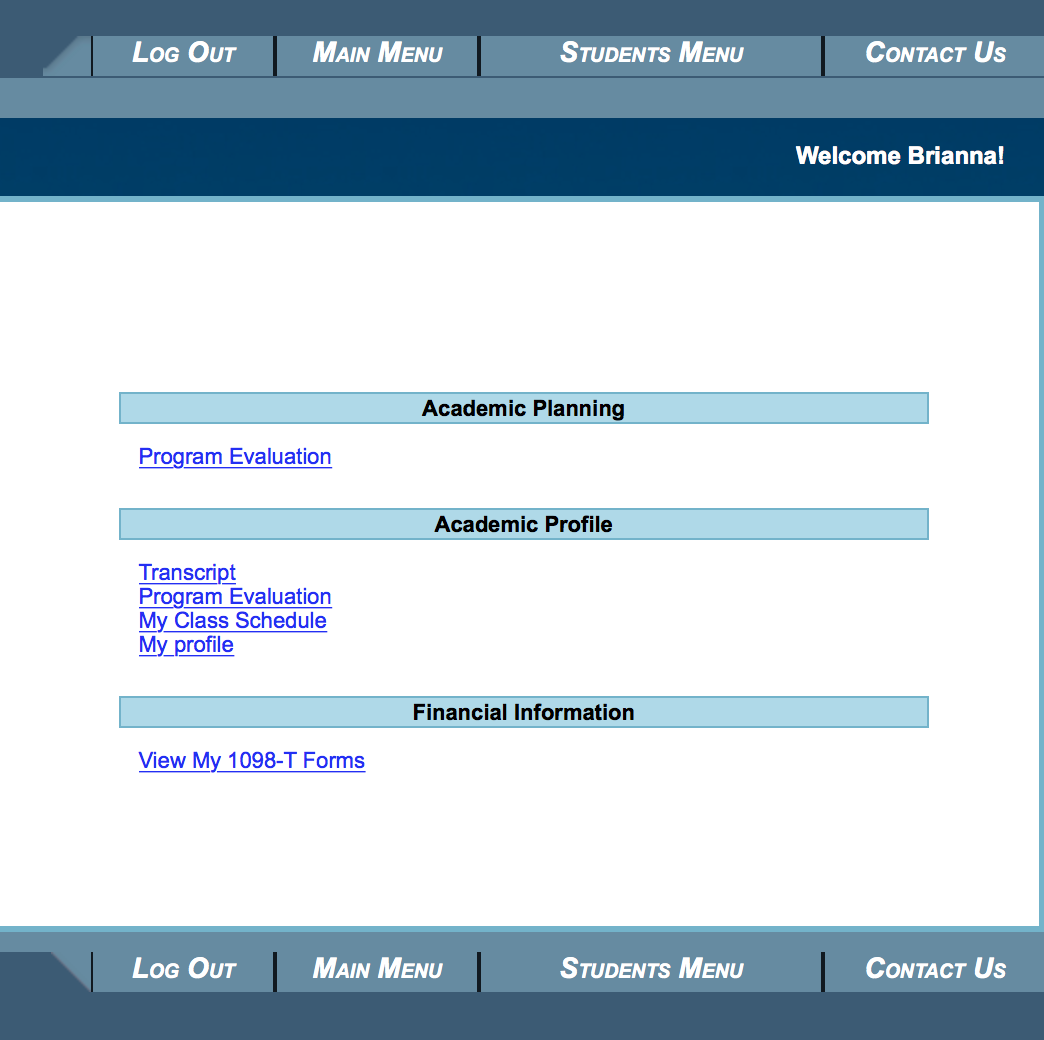 Log Out Main Menu Students Menu Contact Us
Welcome Brianna!
Academic Planning
Program Evaluation
Academic Profile
Transcript
Program Evaluation
My Class Schedule
My profile
Financial Information
View My 1098-T Forms
Log Out Main Menu Students Menu Contact Us